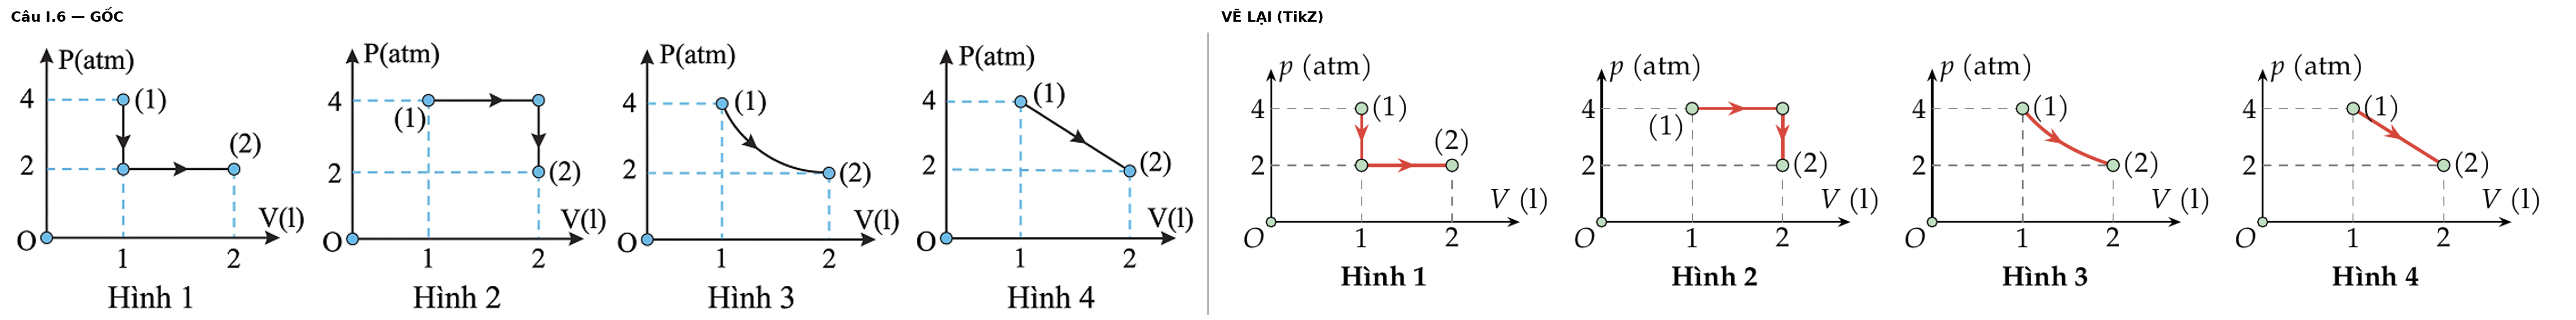 Câu I.6 — GỐC
P(atm)
4
(1)
2
(2)
V(l)
O
1
2
Hình 1
P(atm)
4
(1)
2
(2)
V(l)
O
1
2
Hình 2
P(atm)
4
(1)
2
(2)
V(l)
O
1
2
Hình 3
P(atm)
4
(1)
2
(2)
V(l)
O
1
2
Hình 4
VẼ LẠI (TikZ)
p (atm)
4
(1)
2
(2)
V (l)
O
1
2
Hình 1
p (atm)
4
(1)
2
(2)
V (l)
O
1
2
Hình 2
p (atm)
4
(1)
2
(2)
V (l)
O
1
2
Hình 3
p (atm)
4
(1)
2
(2)
V (l)
O
1
2
Hình 4